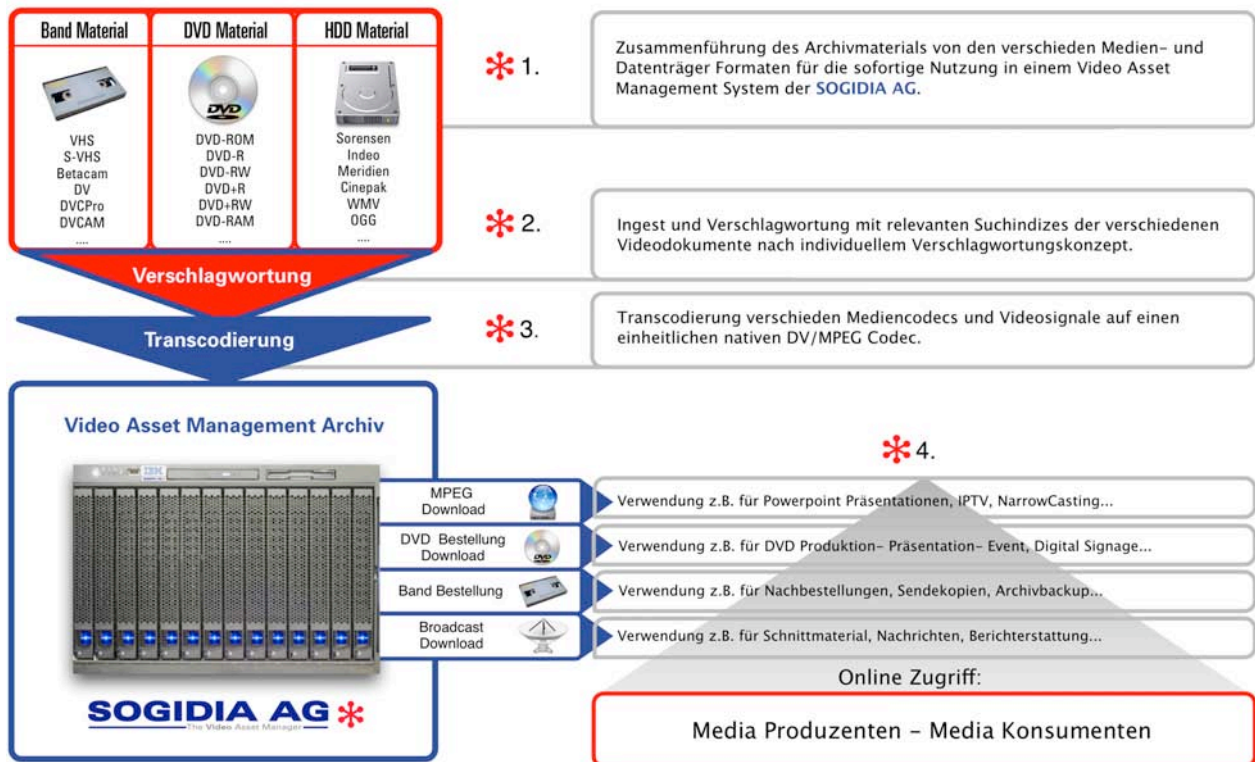 Band Material
DVD Material
HDD Material
DVD
VHS
S-VHS
Betacam
DV
DVCPro
DVCAM
....
DVD-ROM
DVD-R
DVD-RW
DVD+R
DVD+RW
DVD-RAM
....
Sorensen
Indeo
Meridien
Cinepak
WMV
OGG
....
1.
Zusammenführung des Archivmaterials von den verschieden Medien– und
Datenträger Formaten für die sofortige Nutzung in einem Video Asset
Management System der SOGIDIA AG.
2.
Ingest und Verschlagwortung mit relevanten Suchindizes der verschiedenen
Videodokumente nach individuellem Verschlagwortungskonzept.
Verschlagwortung
3.
Transcodierung verschieden Mediencodecs und Videosignale auf einen
einheitlichen nativen DV/MPEG Codec.
Transcodierung
Video Asset Management Archiv
IBM
4.
MPEG
Download
Verwendung z.B. für Powerpoint Präsentationen, IPTV, NarrowCasting...
DVD Bestellung
Download
DVD
Verwendung z.B. für DVD Produktion– Präsentation– Event, Digital Signage...
Band Bestellung
Verwendung z.B. für Nachbestellungen, Sendekopien, Archivbackup...
Broadcast
Download
Verwendung z.B. für Schnittmaterial, Nachrichten, Berichterstattung...
SOGIDIA AG
The Video Asset Manager
Online Zugriff:
Media Produzenten – Media Konsumenten